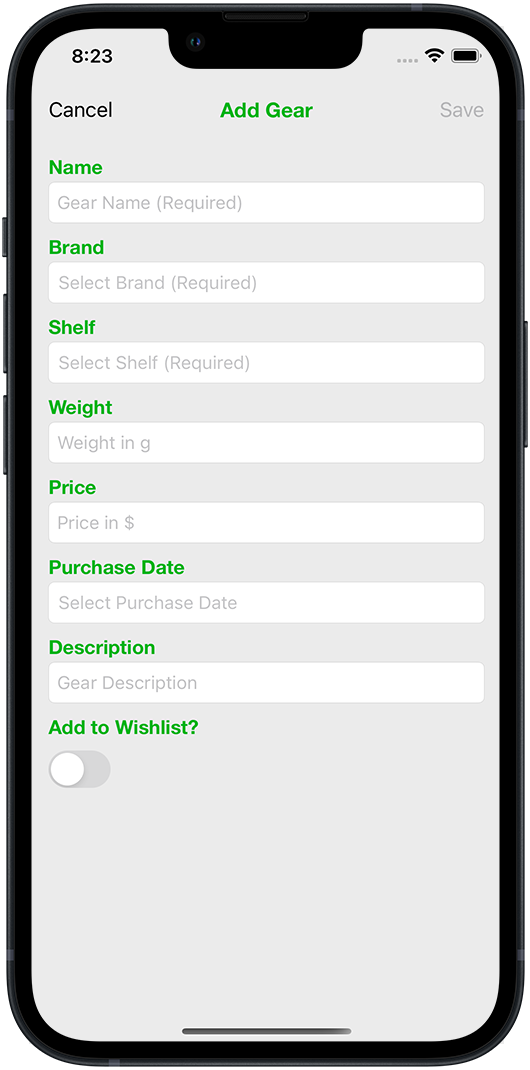 8:23
Cancel Add Gear Save
Name
Gear Name (Required)
Brand
Select Brand (Required)
Shelf
Select Shelf (Required)
Weight
Weight in g
Price
Price in $
Purchase Date
Select Purchase Date
Description
Gear Description
Add to Wishlist?